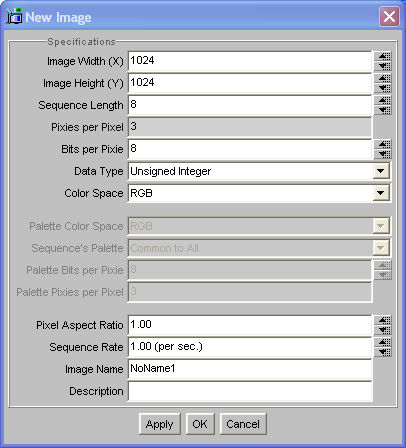 New Image
Specifications
Image Width (X) 1024
Image Height (Y) 1024
Sequence Length 8
Pixies per Pixel 3
Bits per Pixie 8
Data Type Unsigned Integer
Color Space RGB
Palette Color Space RGB
Sequence's Palette Common to All
Palette Bits per Pixie 8
Palette Pixies per Pixel 3
Pixel Aspect Ratio 1.00
Sequence Rate 1.00 (per sec.)
Image Name NoName1
Description
Apply OK Cancel